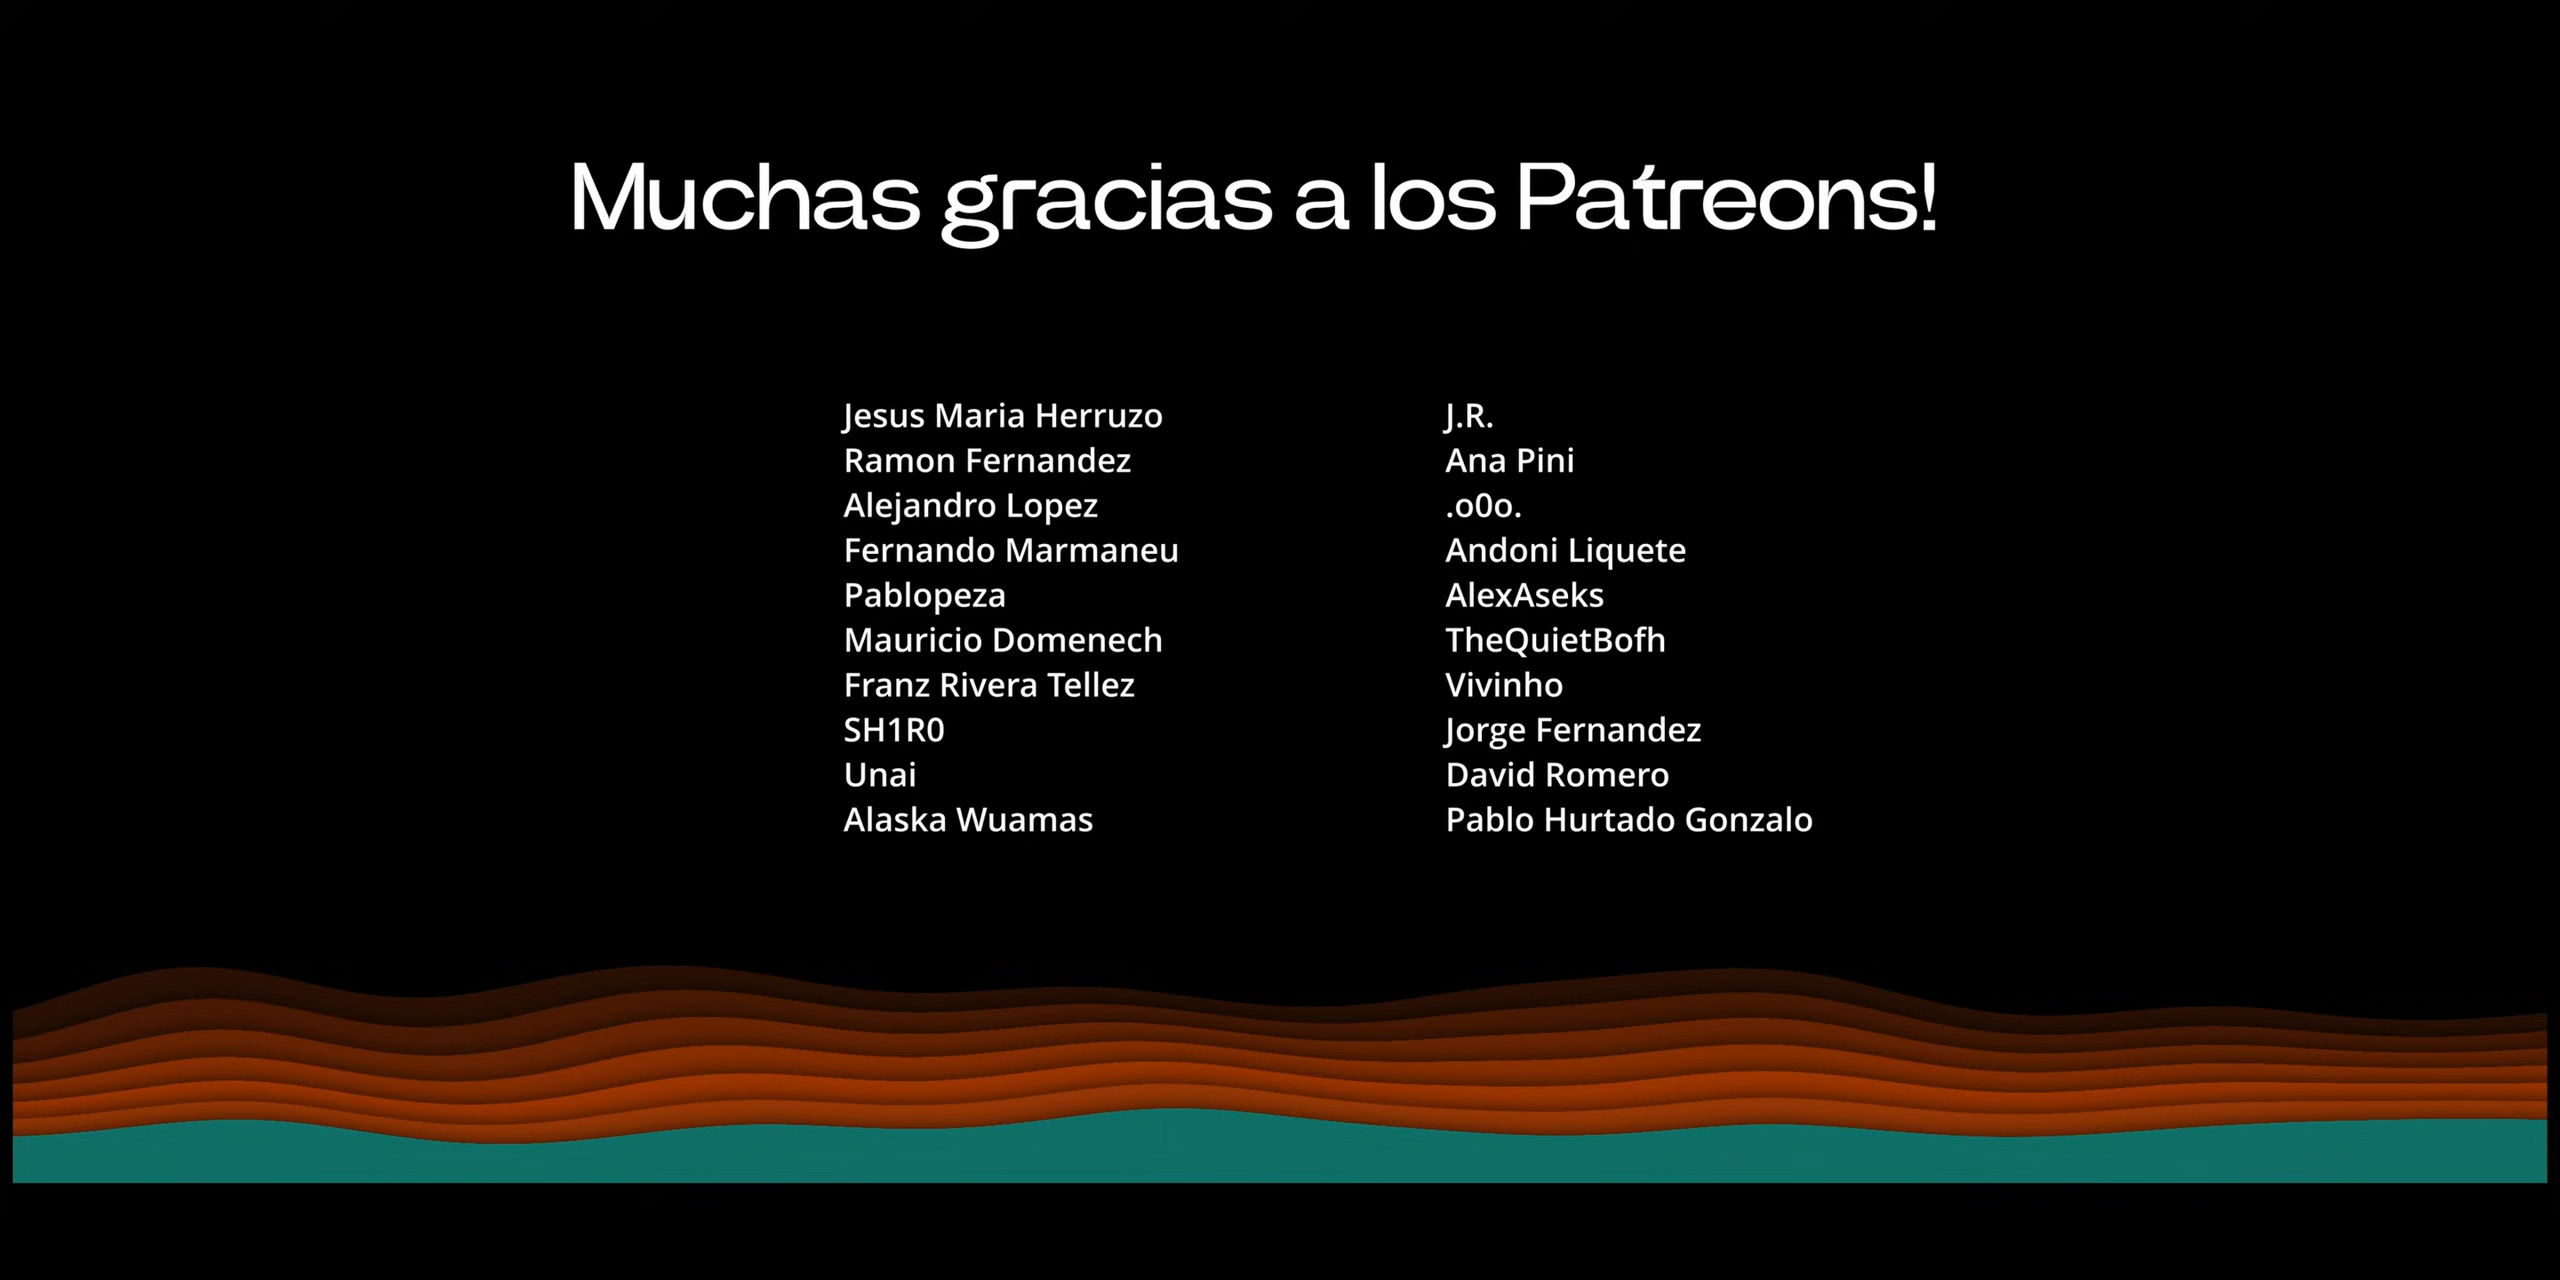 Muchas gracias a los Patreons!
Jesus Maria Herruzo
Ramon Fernandez
Alejandro Lopez
Fernando Marmaneu
Pablopeza
Mauricio Domenech
Franz Rivera Tellez
SH1R0
Unai
Alaska Wuamas
J.R.
Ana Pini
.o0o.
Andoni Liquete
AlexAseks
TheQuietBofh
Vivinho
Jorge Fernandez
David Romero
Pablo Hurtado Gonzalo